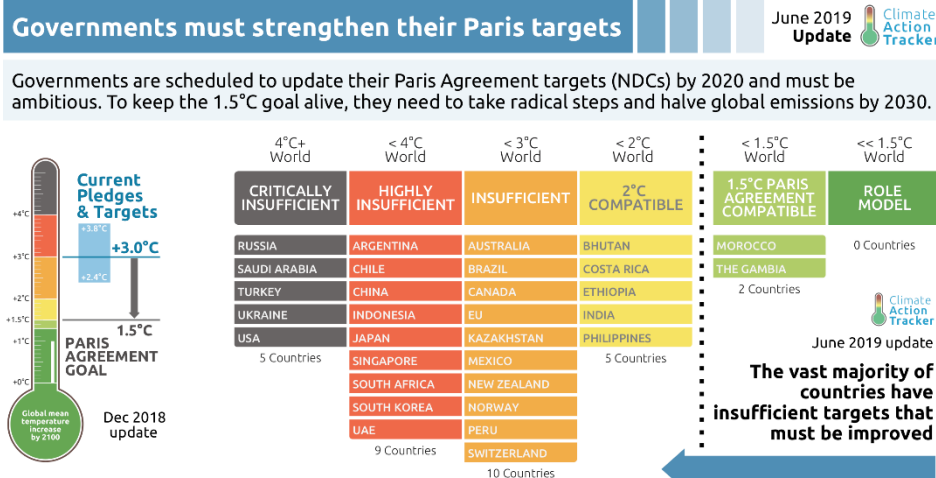 Governments must strengthen their Paris targets
June 2019
Update
Climate
Action
Tracker
Governments are scheduled to update their Paris Agreement targets (NDCs) by 2020 and must be
ambitious. To keep the 1.5°C goal alive, they need to take radical steps and halve global emissions by 2030.
+4°C
+3°C
+2°C
+1.5°C
+1°C
+0°C
Global mean
temperature
increase
by 2100
Current
Pledges
& Targets
+3.8°C
+3.0°C
+2.4°C
1.5°C
PARIS
AGREEMENT
GOAL
Dec 2018
update
4°C+
World
CRITICALLY
INSUFFICIENT
RUSSIA
SAUDI ARABIA
TURKEY
UKRAINE
USA
5 Countries
< 4°C
World
HIGHLY
INSUFFICIENT
ARGENTINA
CHILE
CHINA
INDONESIA
JAPAN
SINGAPORE
SOUTH AFRICA
SOUTH KOREA
UAE
9 Countries
< 3°C
World
INSUFFICIENT
AUSTRALIA
BRAZIL
CANADA
EU
KAZAKHSTAN
MEXICO
NEW ZEALAND
NORWAY
PERU
SWITZERLAND
10 Countries
< 2°C
World
2°C
COMPATIBLE
BHUTAN
COSTA RICA
ETHIOPIA
INDIA
PHILIPPINES
5 Countries
< 1.5°C
World
1.5°C PARIS
AGREEMENT
COMPATIBLE
MOROCCO
THE GAMBIA
2 Countries
<< 1.5°C
World
ROLE
MODEL
0 Countries
Climate
Action
Tracker
June 2019 update
The vast majority of
countries have
insufficient targets that
must be improved